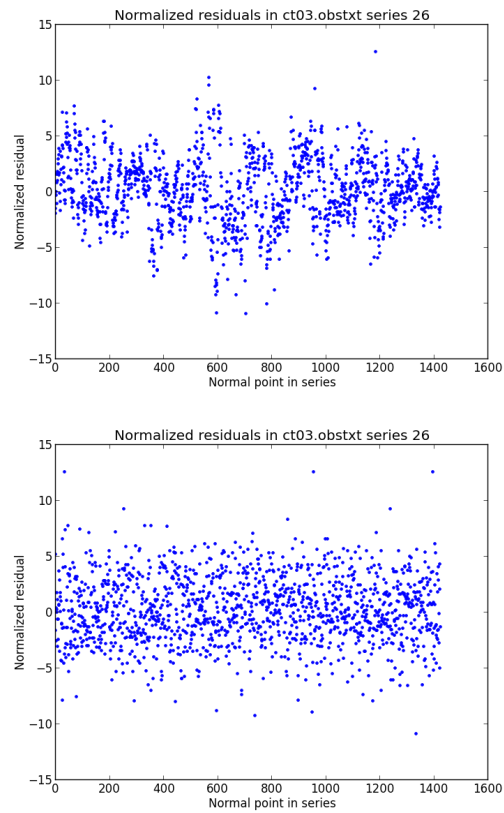 Normalized residuals in ct03.obstxt series 26
15
10
5
0
−5
−10
−15
Normalized residual
0 200 400 600 800 1000 1200 1400 1600
Normal point in series
Normalized residuals in ct03.obstxt series 26
15
10
5
0
−5
−10
−15
Normalized residual
0 200 400 600 800 1000 1200 1400 1600
Normal point in series